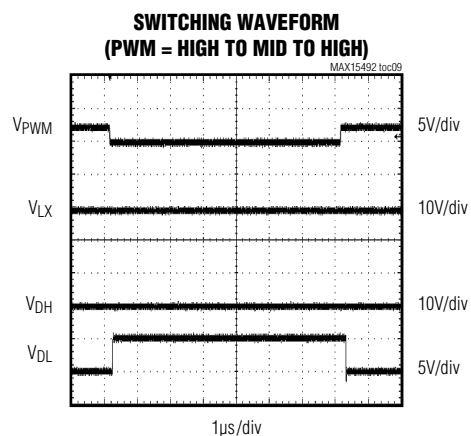 SWITCHING WAVEFORM
(PWM = HIGH TO MID TO HIGH)
MAX15492 toc09
VPWM
5V/div
VLX
10V/div
VDH
10V/div
VDL
5V/div
1µs/div